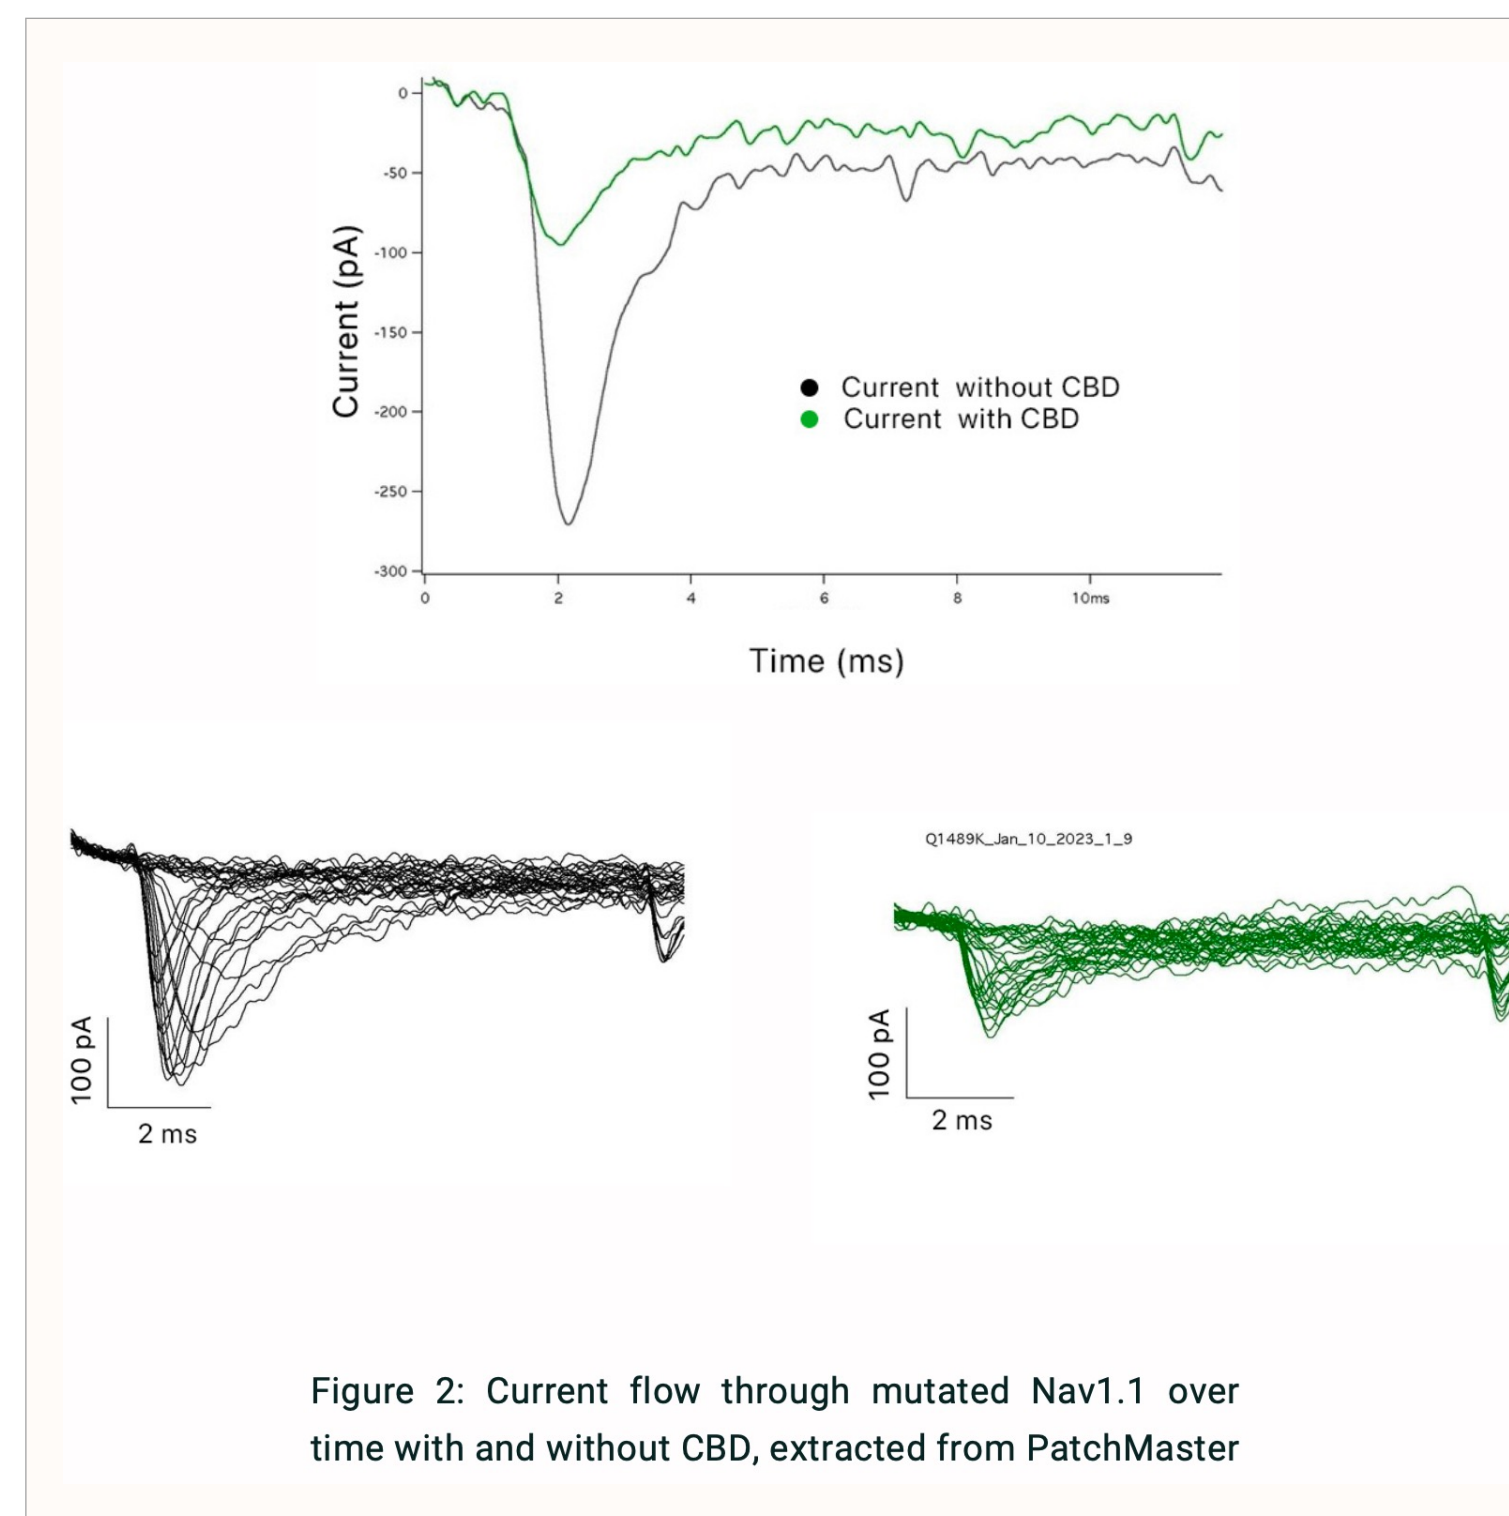 0
-50
-100
-150
-200
-250
-300
Current (pA)
Current without CBD
Current with CBD
0 2 4 6 8 10ms
Time (ms)
100 pA
2 ms
Q1489K_Jan_10_2023_1_9
100 pA
2 ms
Figure 2: Current flow through mutated Nav1.1 over
time with and without CBD, extracted from PatchMaster